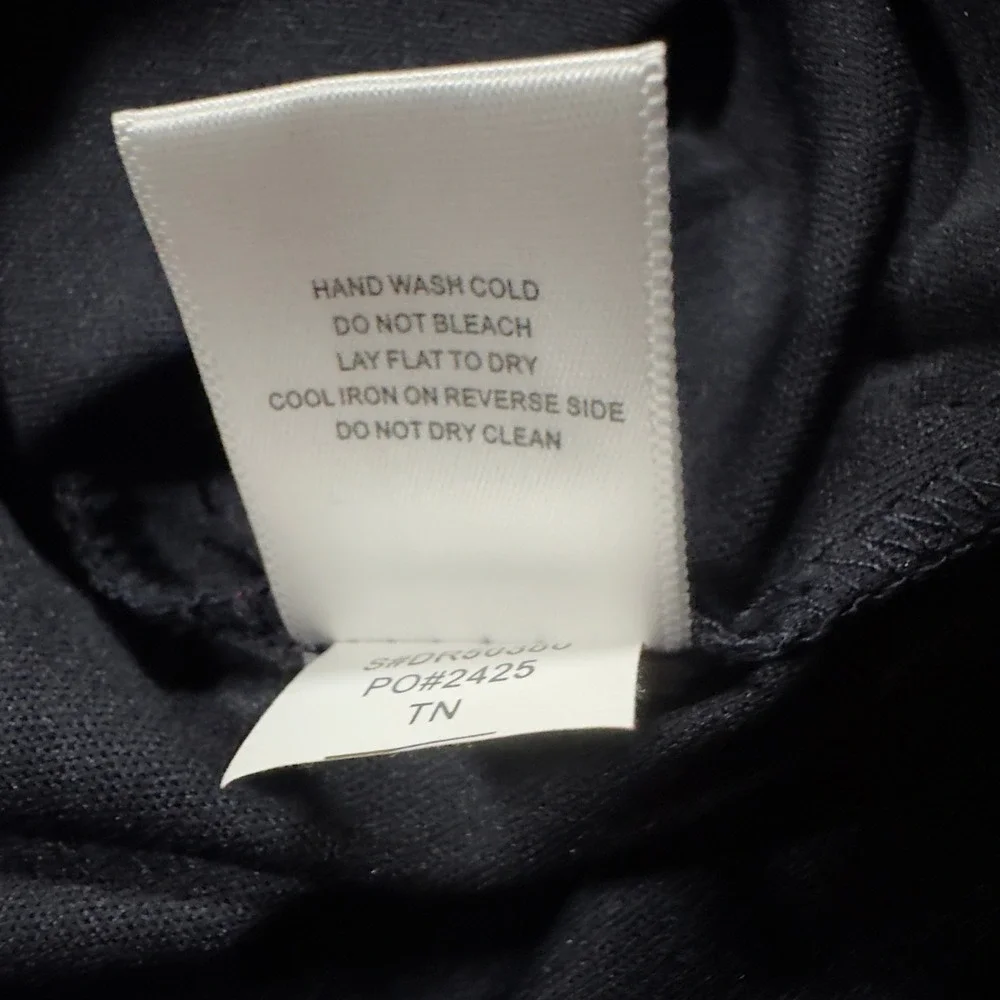 HAND WASH COLD
DO NOT BLEACH
LAY FLAT TO DRY
COOL IRON ON REVERSE SIDE
DO NOT DRY CLEAN
PO#2425
TN